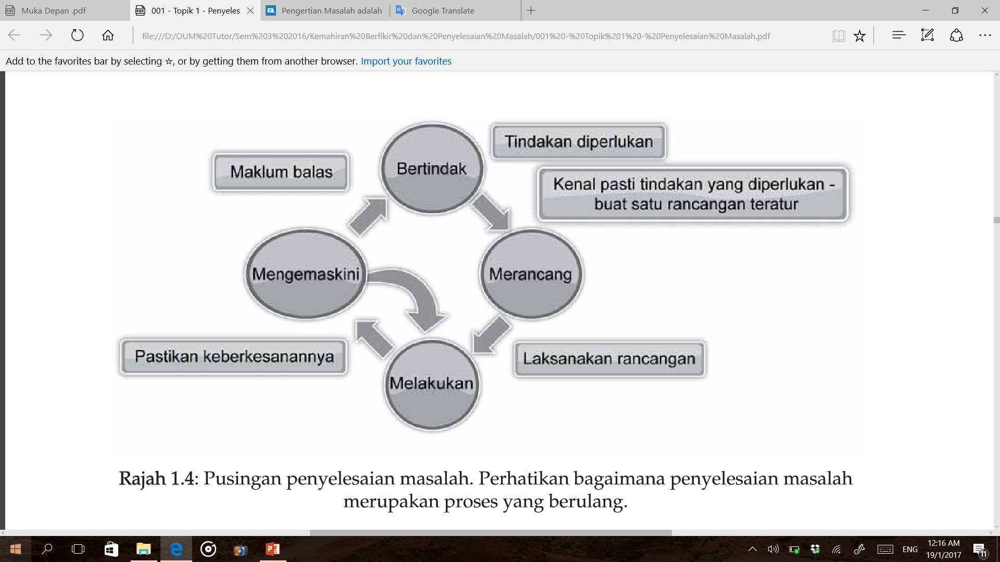 Muka Depan .pdf
001 - Topik 1 - Penyeles
Pengertian Masalah adalah
Google Translate
file:///D:/OUM%20Tutor/Sem%203%202016/Kemahiran%20Berfikir%20dan%20Penyelesaian%20Masalah/001%20-%20Topik%201%20-%20Penyelesaian%20Masalah.pdf
Add to the favorites bar by selecting ☆, or by getting them from another browser. Import your favorites
Bertindak
Tindakan diperlukan
Maklum balas
Kenal pasti tindakan yang diperlukan -
buat satu rancangan teratur
Mengemaskini
Merancang
Pastikan keberkesanannya
Laksanakan rancangan
Melakukan
Rajah 1.4: Pusingan penyelesaian masalah. Perhatikan bagaimana penyelesaian masalah
merupakan proses yang berulang.
ENG
12:16 AM
19/1/2017
11